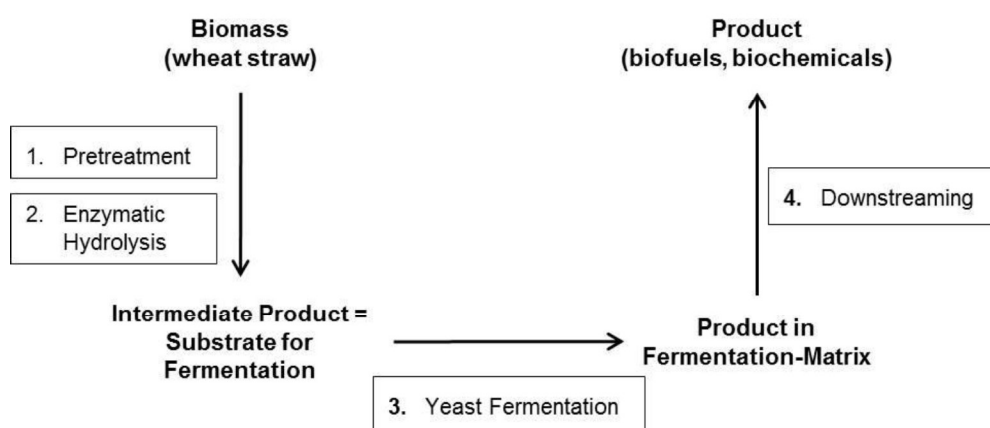 Biomass
(wheat straw)
Product
(biofuels, biochemicals)
1. Pretreatment
2. Enzymatic
Hydrolysis
4. Downstreaming
Intermediate Product =
Substrate for
Fermentation
Product in
Fermentation-Matrix
3. Yeast Fermentation